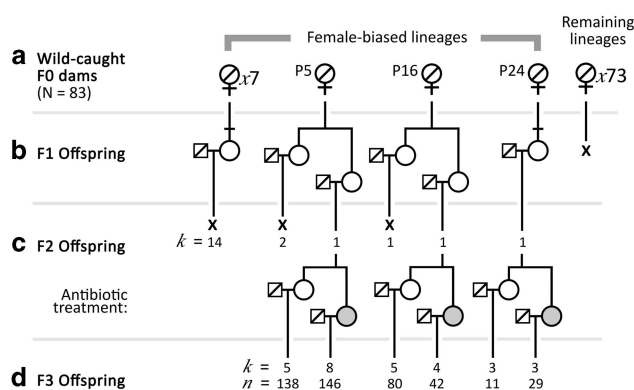 Female-biased lineages
Remaining lineages
a Wild-caught F0 dams (N = 83)
x7
P5
P16
P24
x73
b F1 Offspring
x
x x x
c F2 Offspring
k = 14 2 1 1 1 1
Antibiotic treatment:
k = 5 8 5 4 3 3
d F3 Offspring
n = 138 146 80 42 11 29